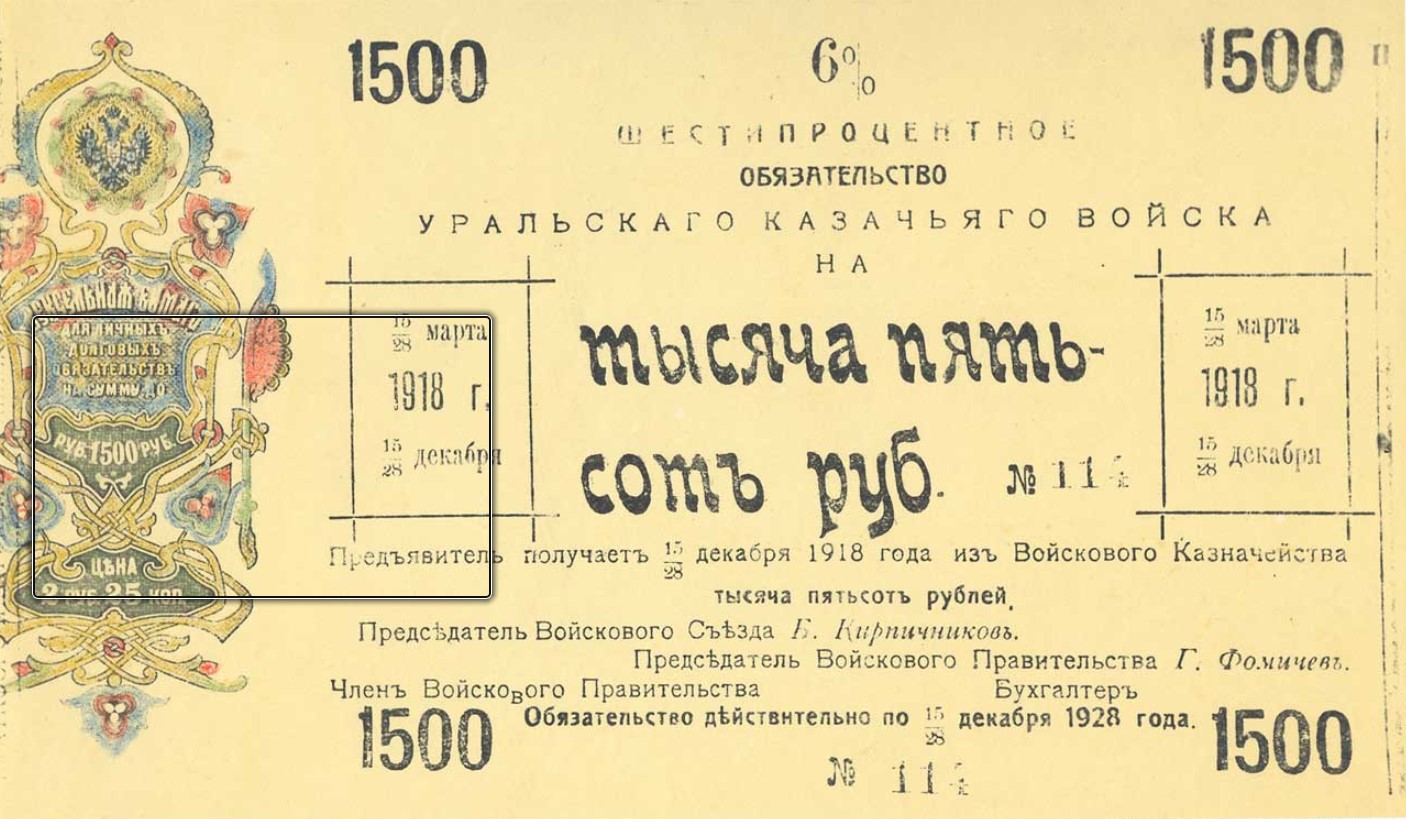 1500 6% 1500
ШЕСТИПРОЦЕНТНОЕ
ОБЯЗАТЕЛЬСТВО
УРАЛЬСКАГО КАЗАЧЬЯГО ВОЙСКА
НА
ВЕКСЕЛЬНАЯ БУМАГА
ДЛЯ ЛИЧНЫХЪ
ДОЛГОВЫХЪ
ОБЯЗАТЕЛЬСТВЪ
НА СУММУ ДО
РУБ. 1500 РУБ.
ЦѢНА
2 РУБ. 25 КОП.
15/28 марта
1918 г.
15/28 декабря
тысяча пять-
сотъ руб.
№ 114
15/28 марта
1918 г.
15/28 декабря
Предъявитель получаетъ 15/28 декабря 1918 года изъ Войскового Казначейства
тысяча пятьсотъ рублей.
Предсѣдатель Войскового Съѣзда Б. Кирпичниковъ.
Предсѣдатель Войскового Правительства Г. Фомичевъ.
Членъ Войскового Правительства Бухгалтеръ
Обязательство дѣйствительно по 15/28 декабря 1928 года.
1500 1500
№ 114